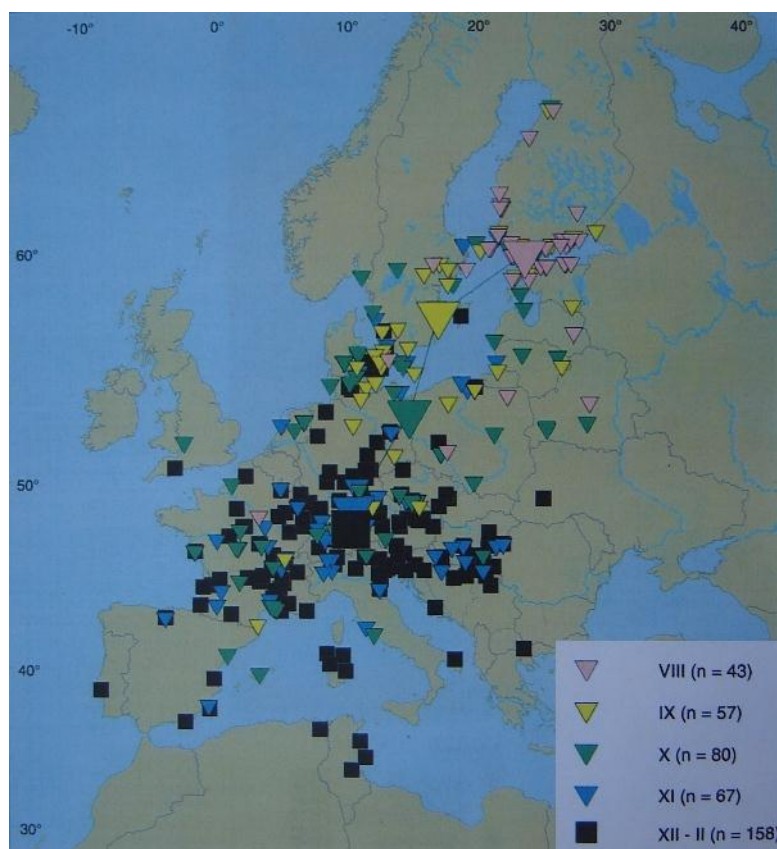 -10° 0° 10° 20° 30° 40°
60°
50°
40°
30°
VIII (n = 43)
IX (n = 57)
X (n = 80)
XI (n = 67)
XII - II (n = 158)